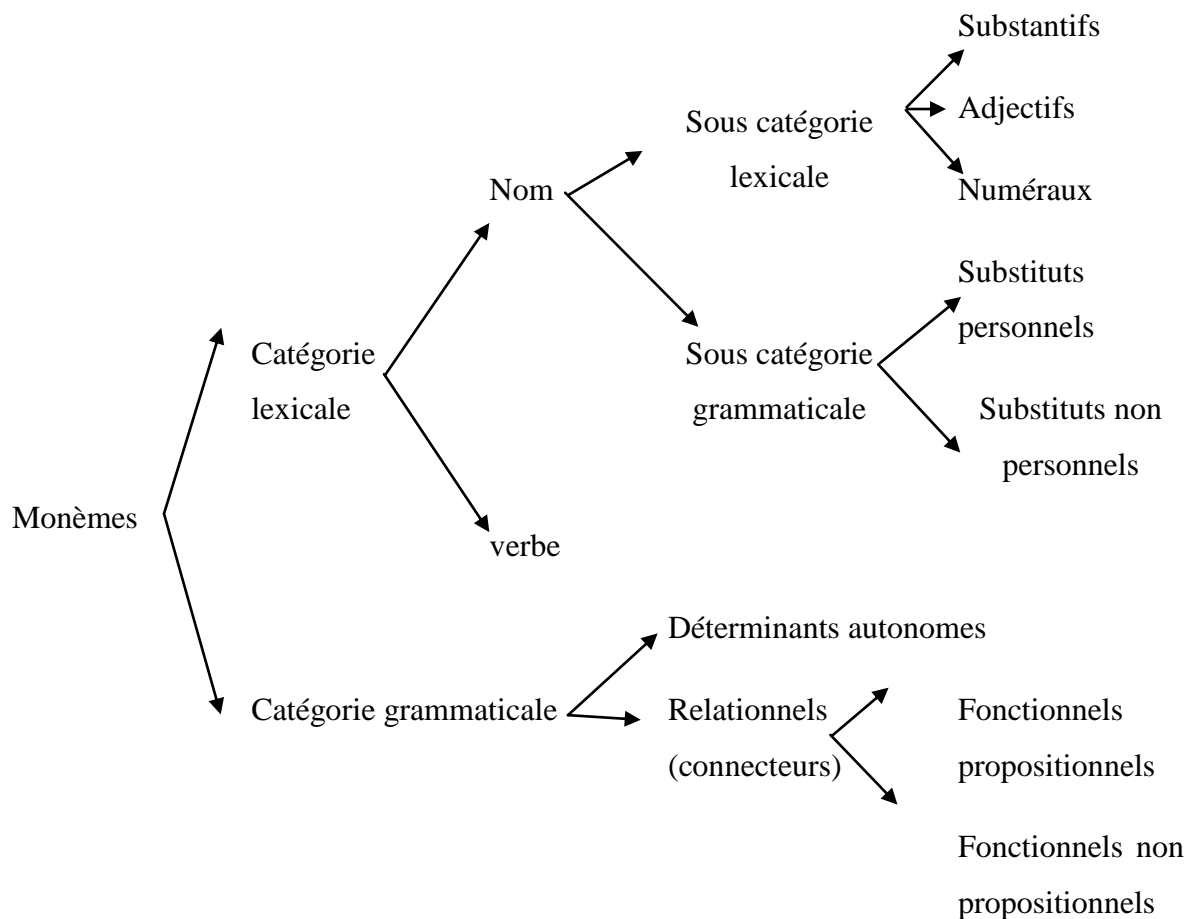 Substantifs
Sous catégorie
lexicale
Adjectifs
Nom
Numéraux
Substituts
personnels
Catégorie
lexicale
Sous catégorie
grammaticale
Substituts non
personnels
Monèmes
verbe
Déterminants autonomes
Catégorie grammaticale
Relationnels
(connecteurs)
Fonctionnels
propositionnels
Fonctionnels non
propositionnels